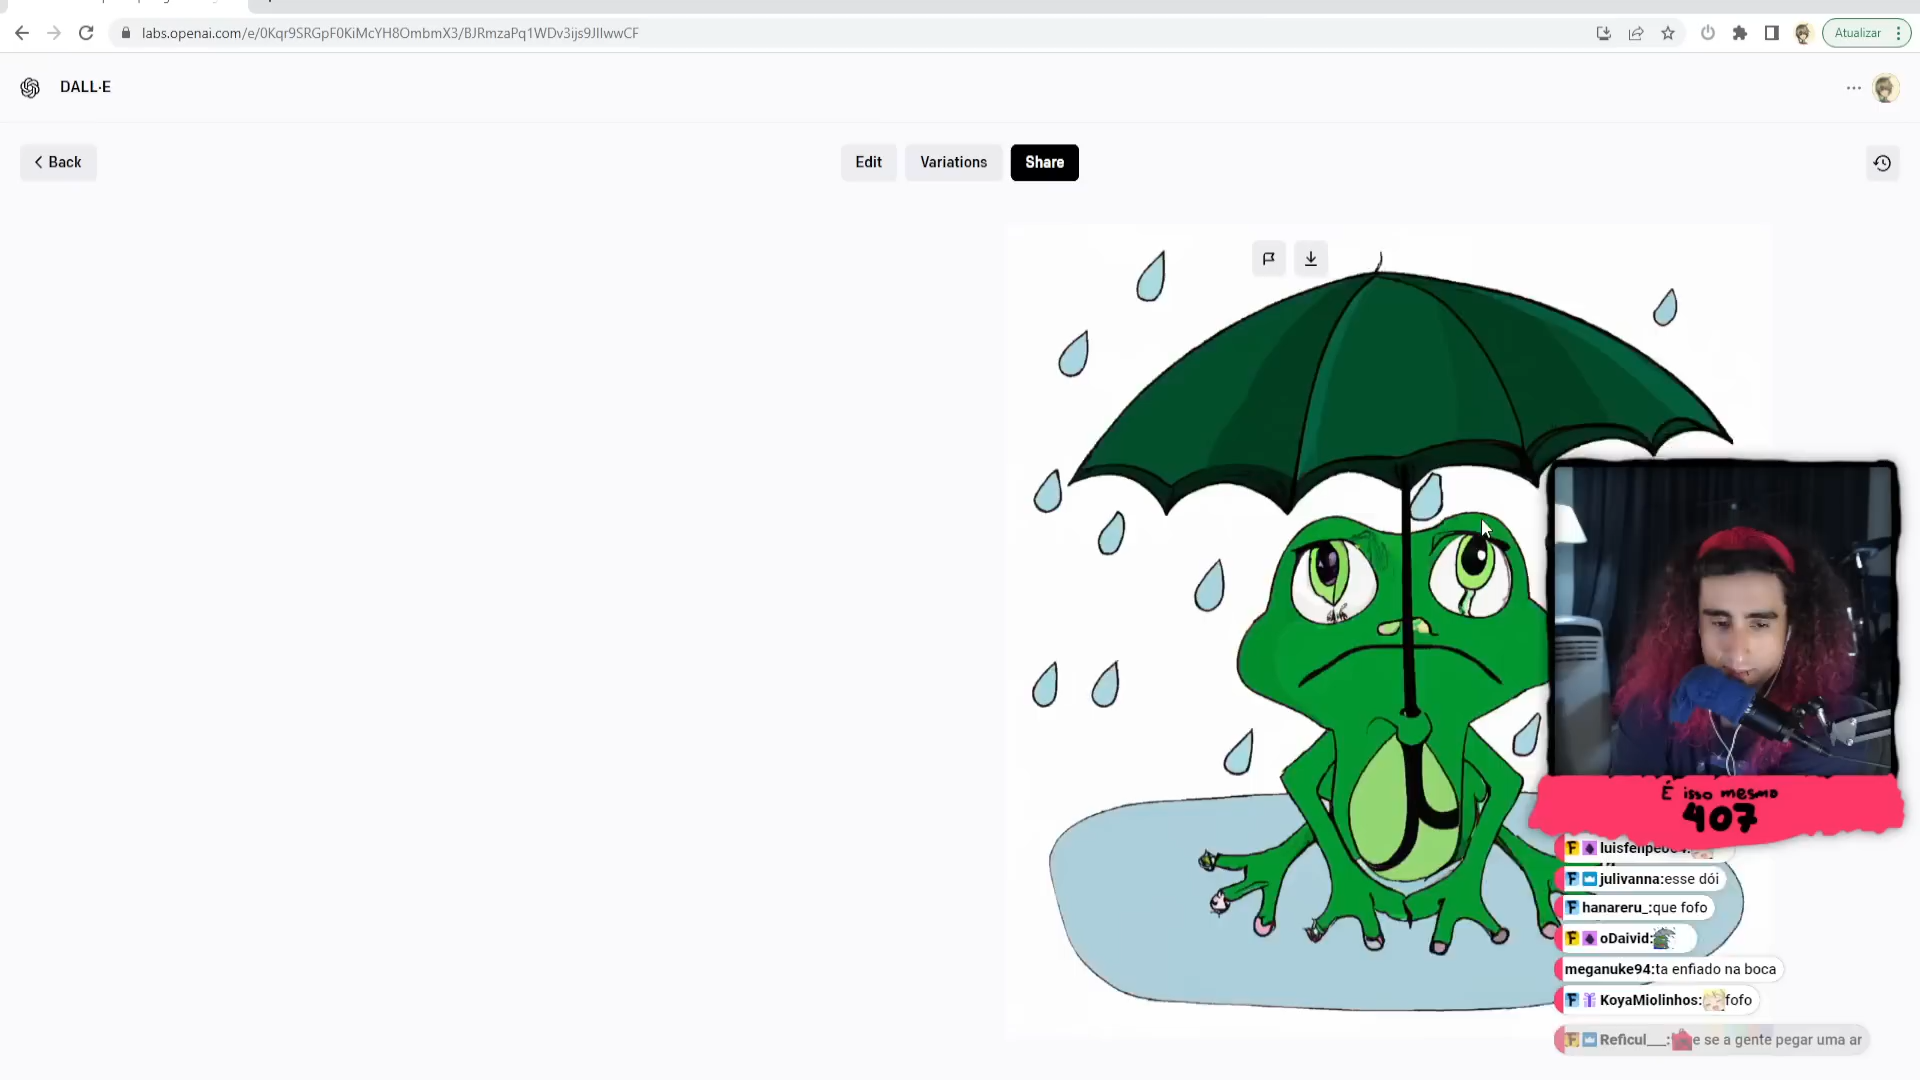 labs.openai.com/e/0Kqr9SRGpF0KiMcYH8OmbmX3/BJRmzaPq1WDv3ijs9JIlwwCF
Atualizar
DALL·E
Back
Edit
Variations
Share
É isso mesmo
407
julivanna:esse dói
hanareru_:que fofo
oDaivid:
meganuke94:ta enfiado na boca
KoyaMiolinhos: fofo
Reficul___: e se a gente pegar uma ar